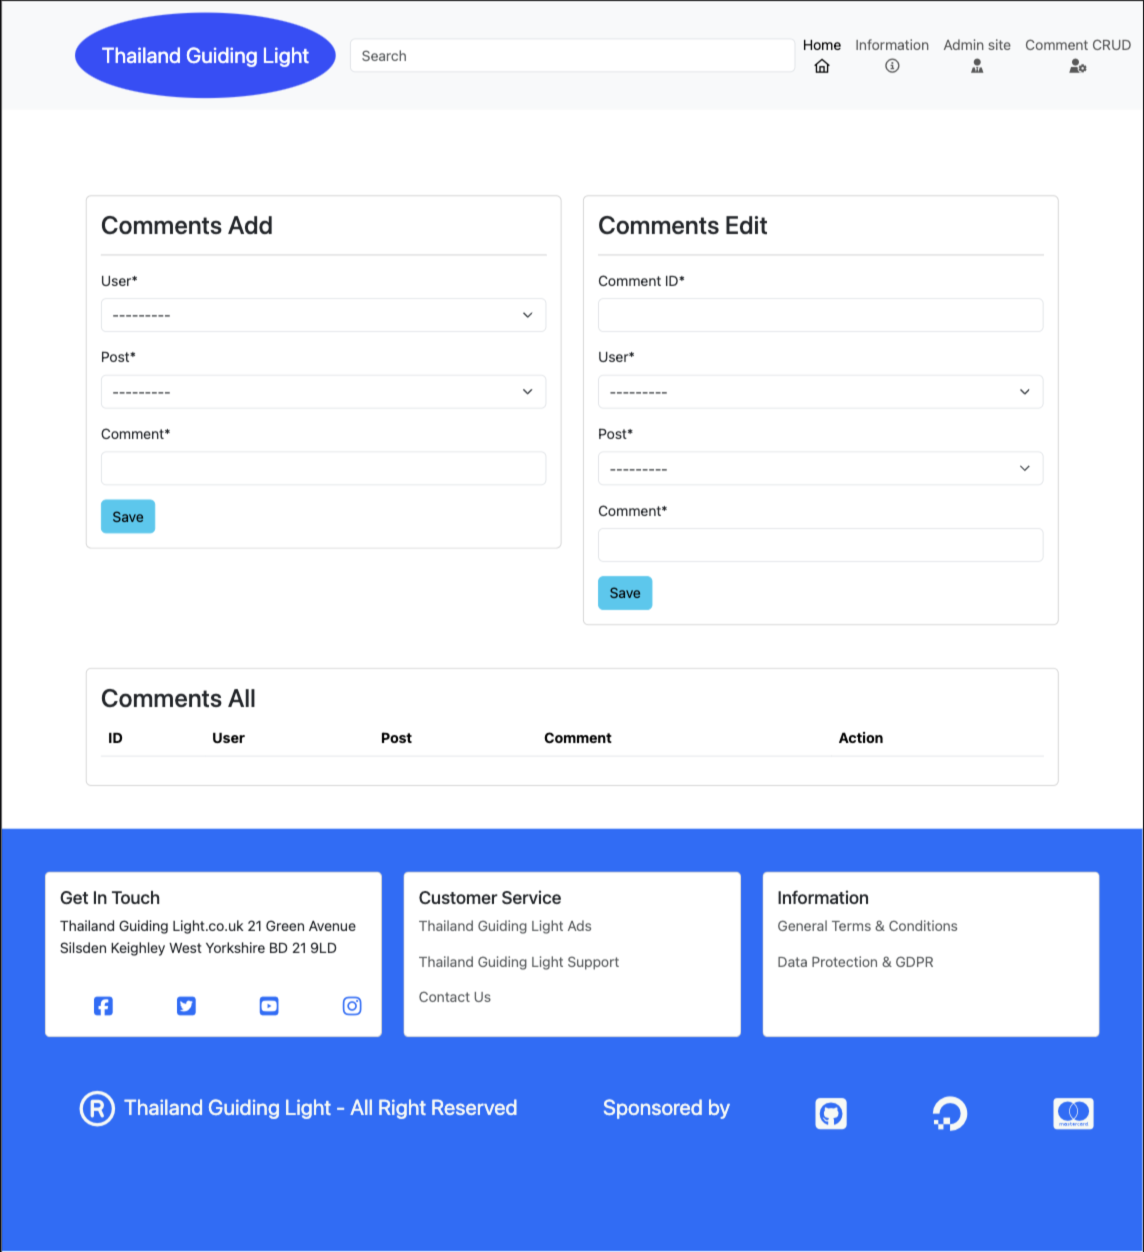 Thailand Guiding Light
Search
Home
Information
Admin site
Comment CRUD
Comments Add
User*
---------
Post*
---------
Comment*
Save
Comments Edit
Comment ID*
User*
---------
Post*
---------
Comment*
Save
Comments All
ID User Post Comment Action
Get In Touch
Thailand Guiding Light.co.uk 21 Green Avenue
Silsden Keighley West Yorkshire BD 21 9LD
Customer Service
Thailand Guiding Light Ads
Thailand Guiding Light Support
Contact Us
Information
General Terms & Conditions
Data Protection & GDPR
® Thailand Guiding Light - All Right Reserved
Sponsored by
mastercard